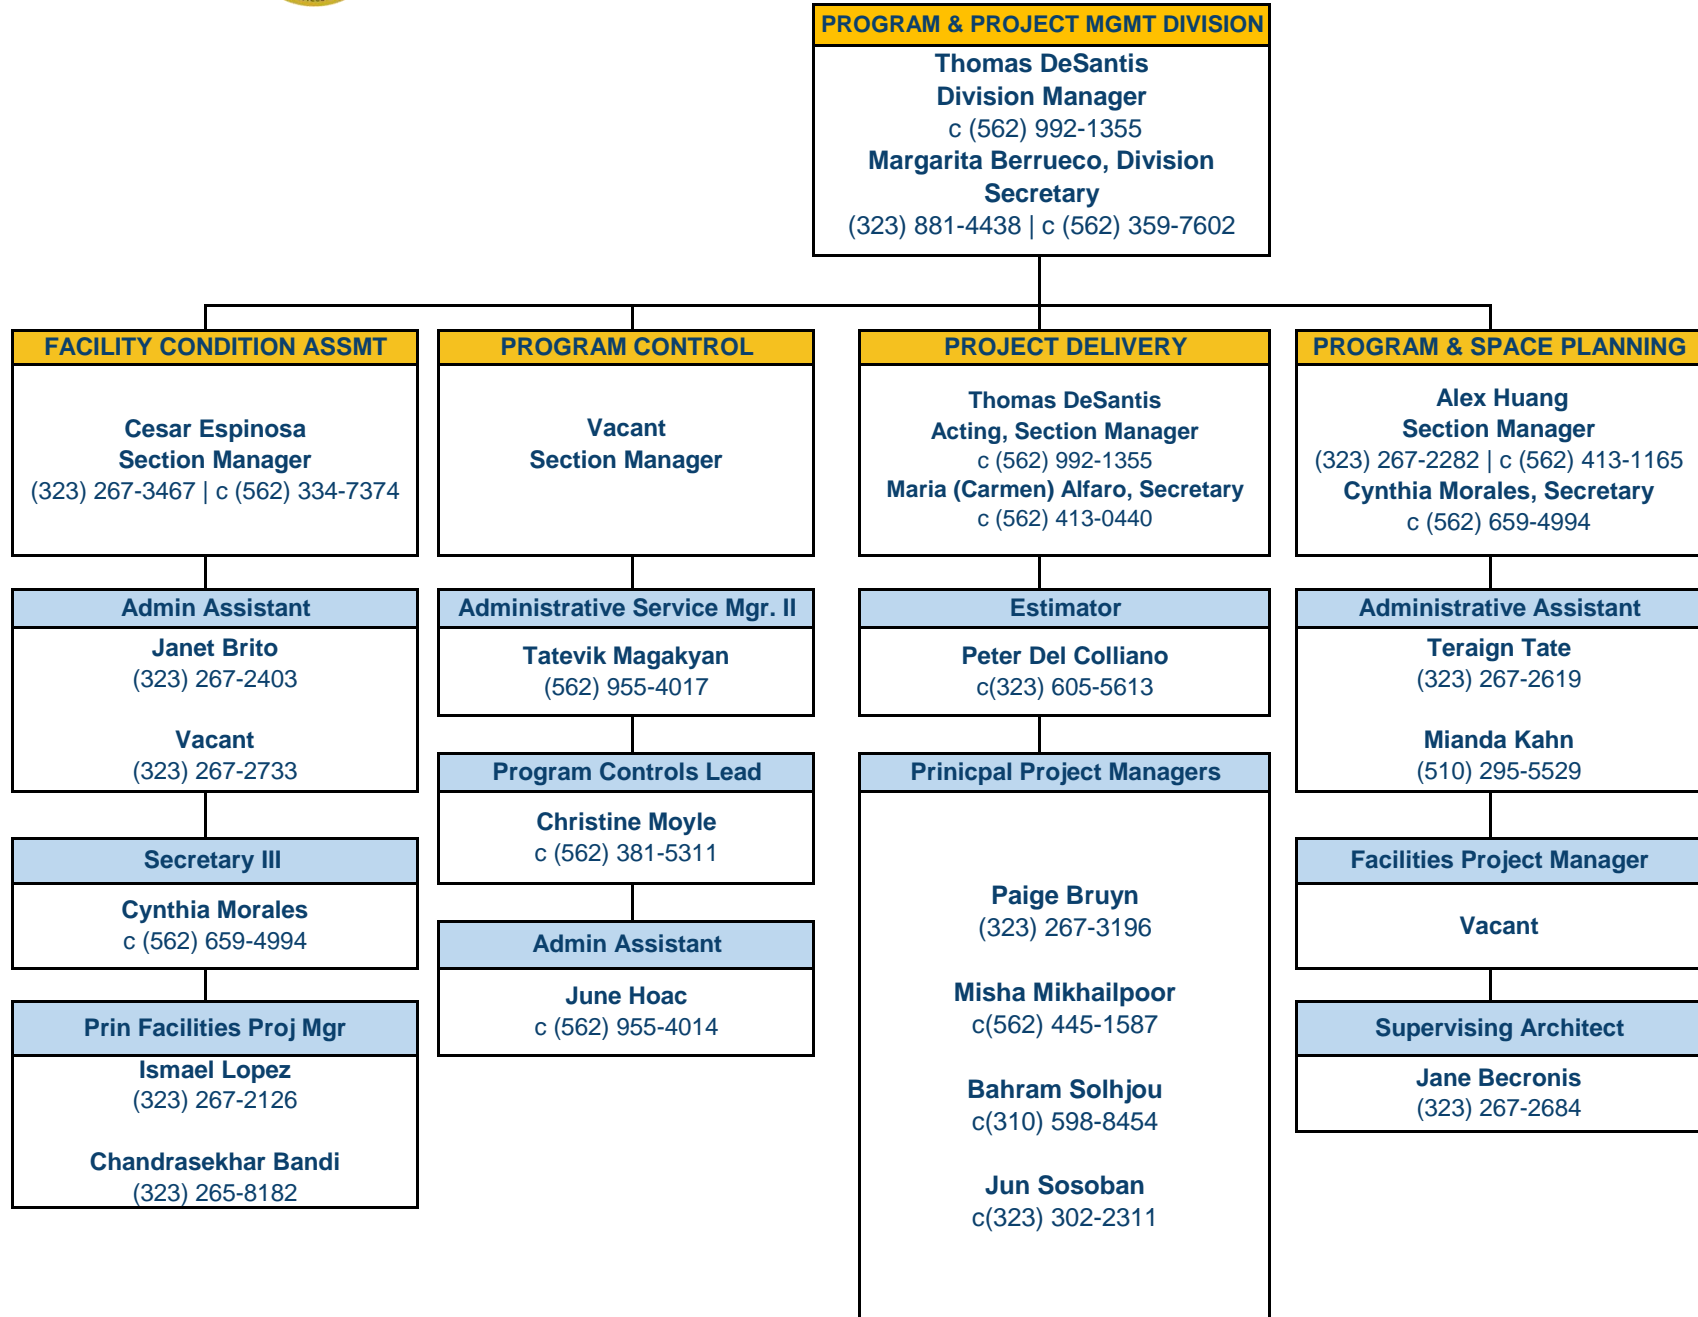 PROGRAM & PROJECT MGMT DIVISION
Thomas DeSantis
Division Manager
c (562) 992-1355
Margarita Berrueco, Division
Secretary
(323) 881-4438 | c (562) 359-7602
FACILITY CONDITION ASSMT
Cesar Espinosa
Section Manager
(323) 267-3467 | c (562) 334-7374
Admin Assistant
Janet Brito
(323) 267-2403
Vacant
(323) 267-2733
Secretary III
Cynthia Morales
c (562) 659-4994
Prin Facilities Proj Mgr
Ismael Lopez
(323) 267-2126
Chandrasekhar Bandi
(323) 265-8182
PROGRAM CONTROL
Vacant
Section Manager
Administrative Service Mgr. II
Tatevik Magakyan
(562) 955-4017
Program Controls Lead
Christine Moyle
c (562) 381-5311
Admin Assistant
June Hoac
c (562) 955-4014
PROJECT DELIVERY
Thomas DeSantis
Acting, Section Manager
c (562) 992-1355
Maria (Carmen) Alfaro, Secretary
c (562) 413-0440
Estimator
Peter Del Colliano
c(323) 605-5613
Prinicpal Project Managers
Paige Bruyn
(323) 267-3196
Misha Mikhailpoor
c(562) 445-1587
Bahram Solhjou
c(310) 598-8454
Jun Sosoban
c(323) 302-2311
PROGRAM & SPACE PLANNING
Alex Huang
Section Manager
(323) 267-2282 | c (562) 413-1165
Cynthia Morales, Secretary
c (562) 659-4994
Administrative Assistant
Teraign Tate
(323) 267-2619
Mianda Kahn
(510) 295-5529
Facilities Project Manager
Vacant
Supervising Architect
Jane Becronis
(323) 267-2684